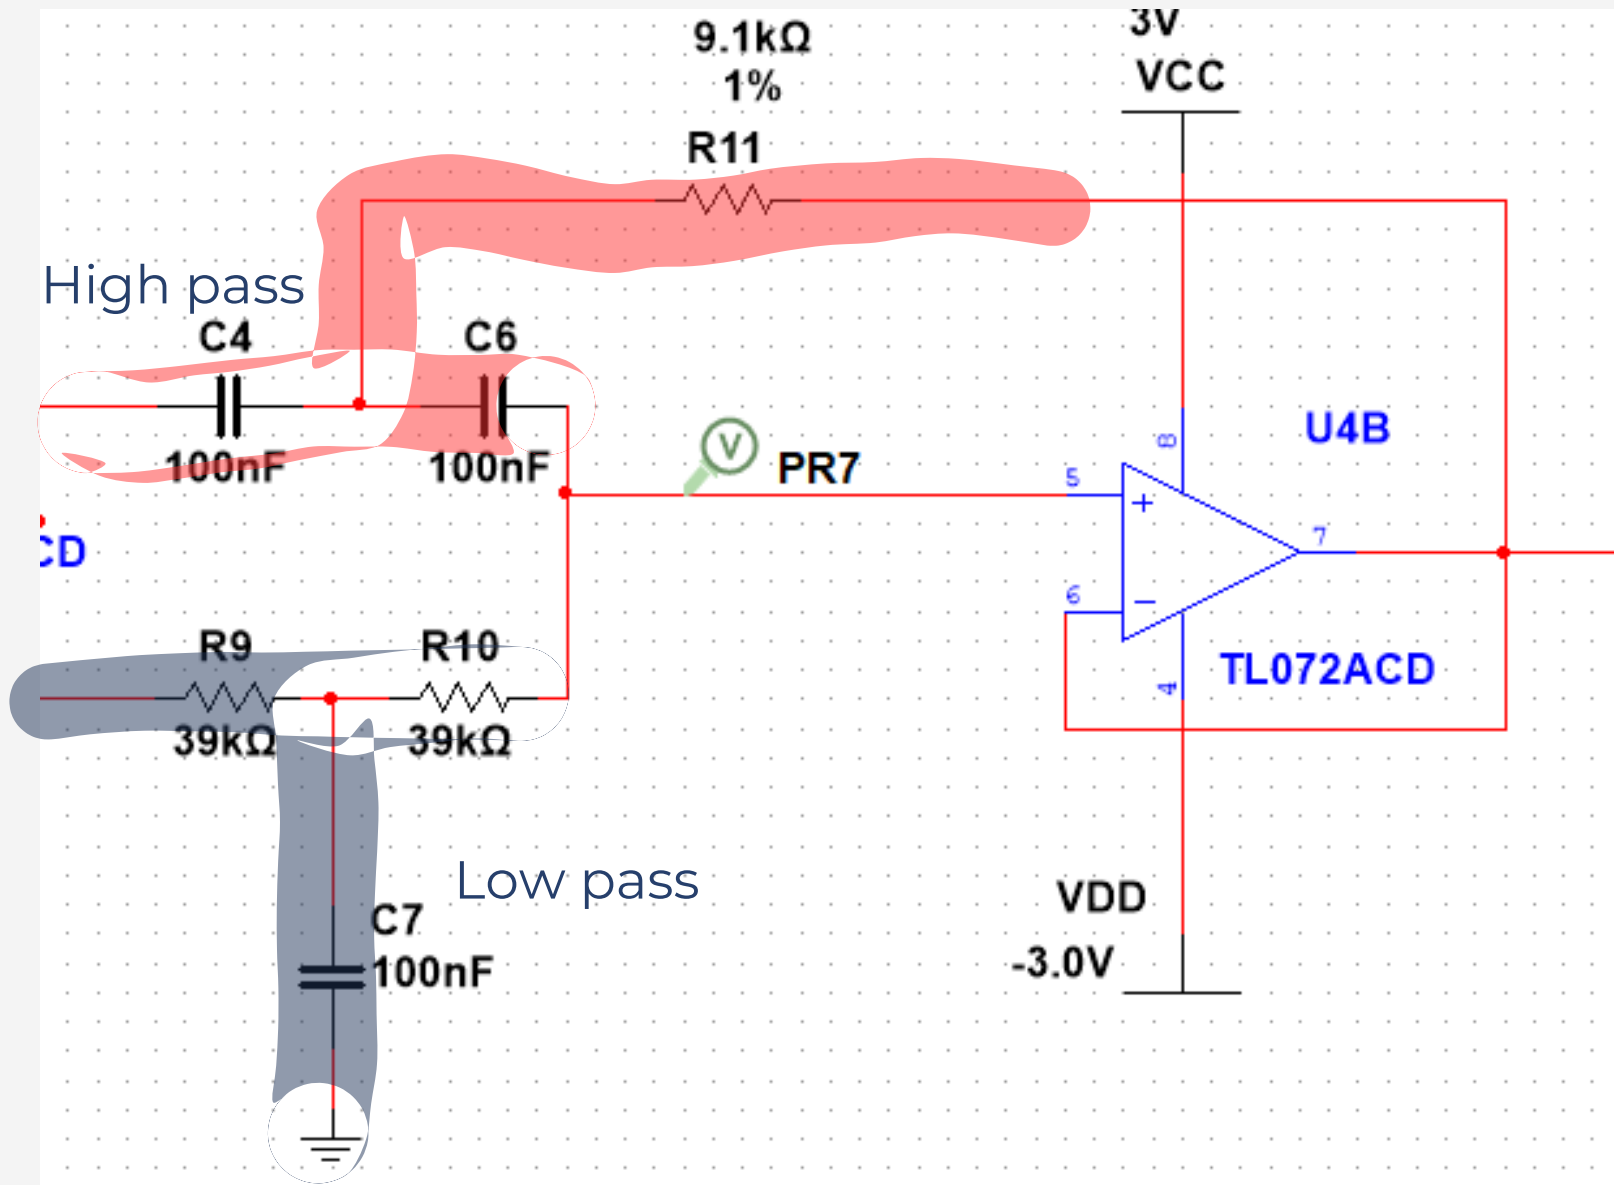 9.1kΩ
1%
R11
3V
VCC
High pass
C4
C6
100nF
100nF
V
PR7
U4B
8
5
+
7
6
−
4
TL072ACD
CD
R9
R10
39kΩ
39kΩ
Low pass
C7
100nF
VDD
-3.0V